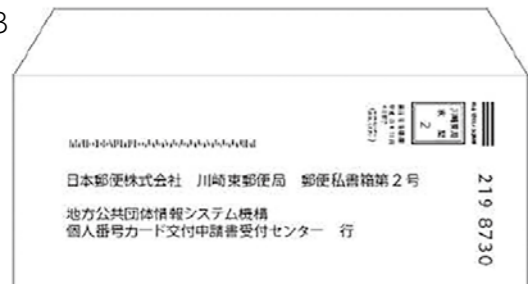 3
2
219 8730
日本郵便株式会社　川崎東郵便局　郵便私書箱第2号
地方公共団体情報システム機構
個人番号カード交付申請書受付センター　行